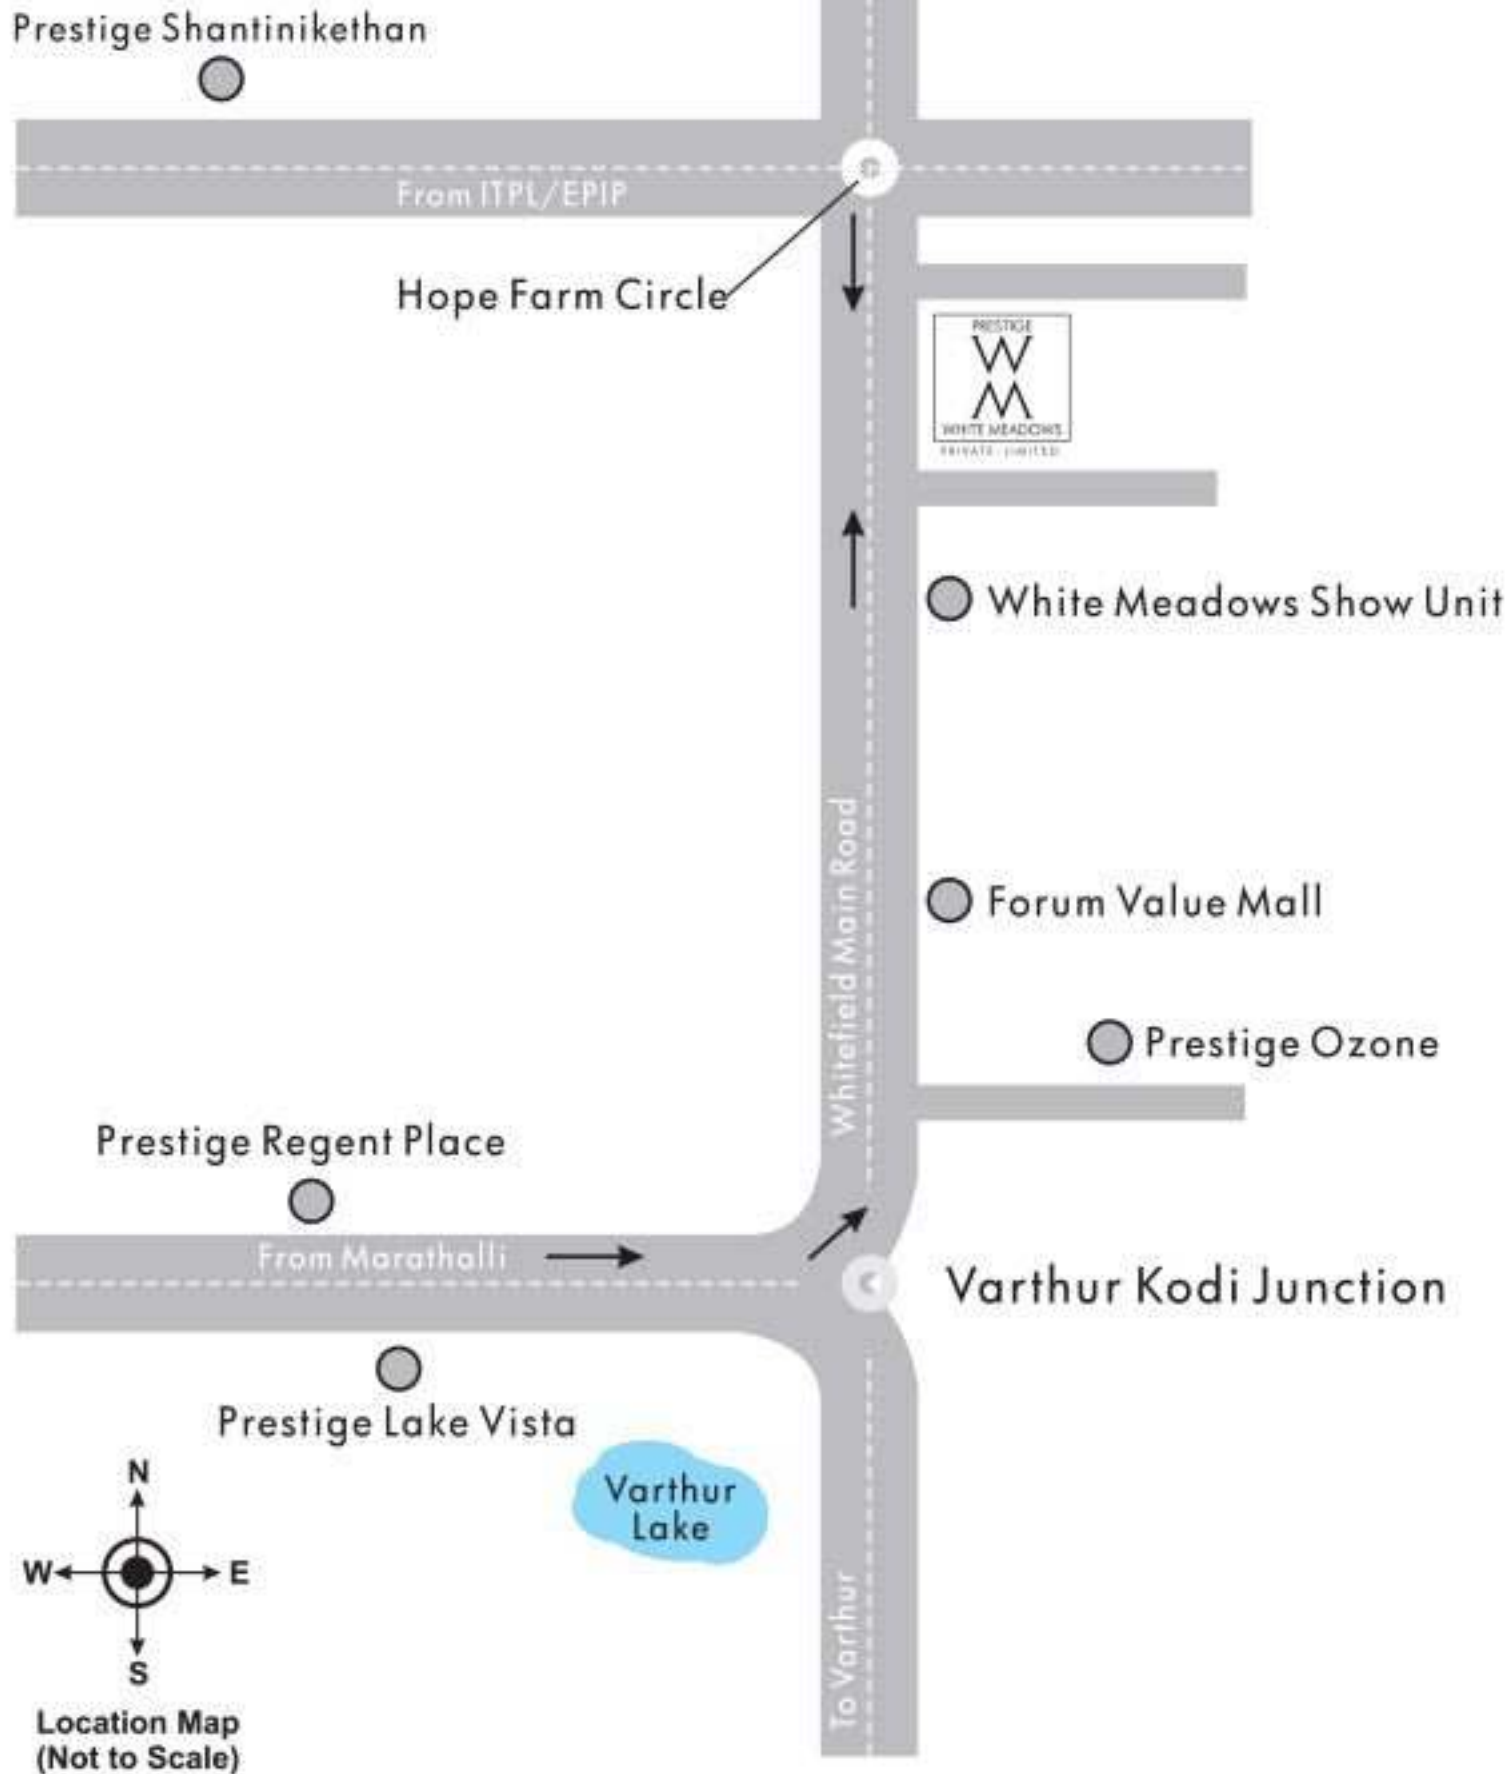 Prestige Shantinikethan
From ITPL/EPIP
Hope Farm Circle
PRESTIGE
W
M
WHITE MEADOWS
PRIVATE LIMITED
White Meadows Show Unit
Whitefield Main Road
Forum Value Mall
Prestige Ozone
Prestige Regent Place
From Marathalli
Varthur Kodi Junction
Prestige Lake Vista
Varthur
Lake
To Varthur
N
W
E
S
Location Map
(Not to Scale)